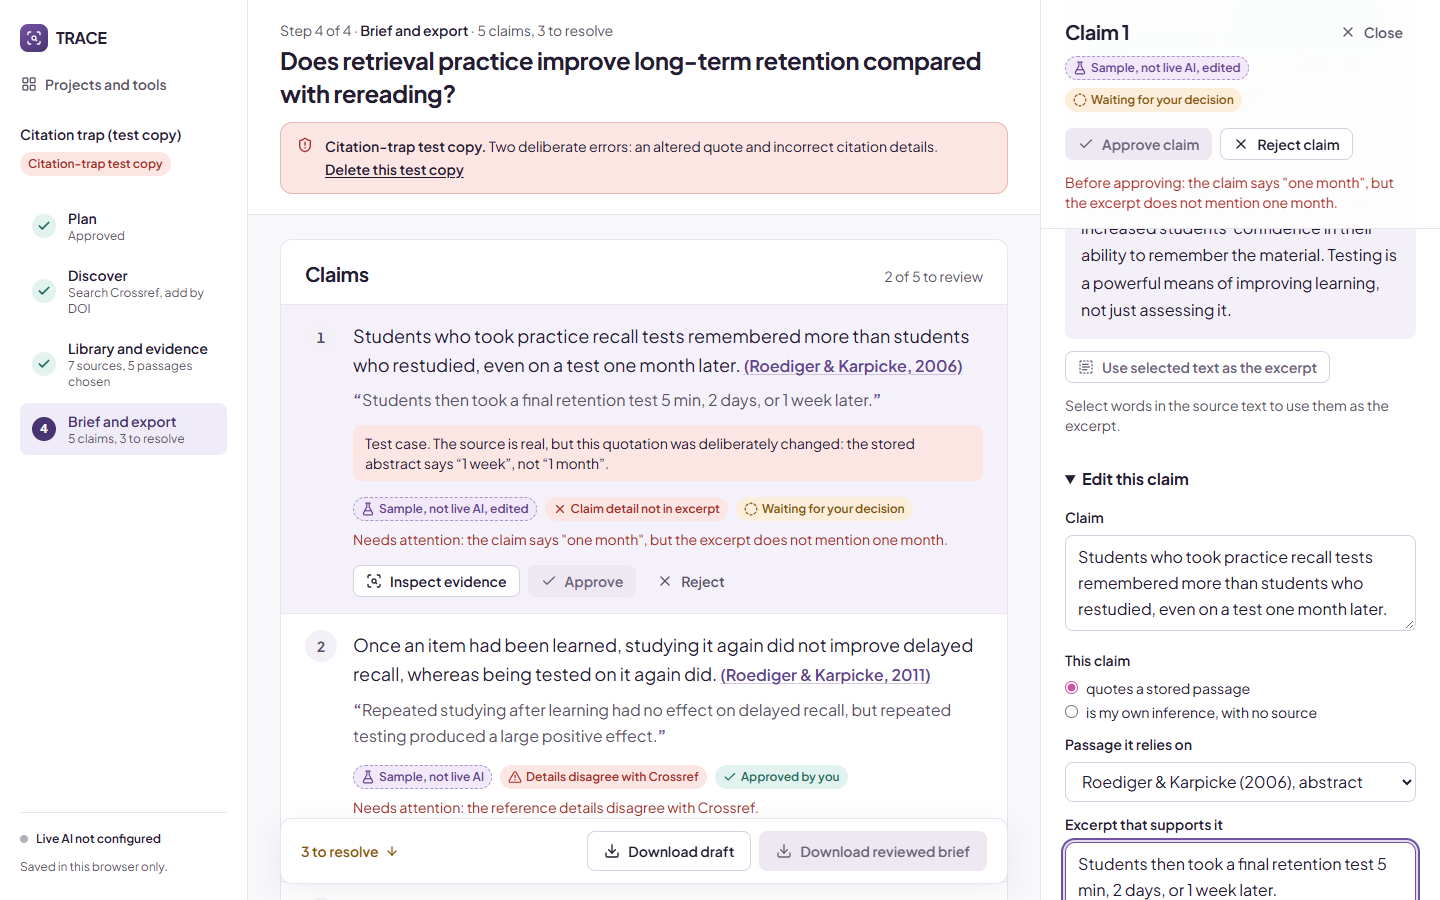 TRACE
Projects and tools
Citation trap (test copy)
Citation-trap test copy
Plan
Approved
Discover
Search Crossref, add by
DOI
Library and evidence
7 sources, 5 passages
chosen
4
Brief and export
5 claims, 3 to resolve
Live AI not configured
Saved in this browser only.
Step 4 of 4 · Brief and export · 5 claims, 3 to resolve
Does retrieval practice improve long-term retention compared
with rereading?
Citation-trap test copy. Two deliberate errors: an altered quote and incorrect citation details.
Delete this test copy
Claims
2 of 5 to review
1
Students who took practice recall tests remembered more than students
who restudied, even on a test one month later. (Roediger & Karpicke, 2006)
“Students then took a final retention test 5 min, 2 days, or 1 week later.”
Test case. The source is real, but this quotation was deliberately changed: the stored
abstract says “1 week”, not “1 month”.
Sample, not live AI, edited
Claim detail not in excerpt
Waiting for your decision
Needs attention: the claim says "one month", but the excerpt does not mention one month.
Inspect evidence
Approve
Reject
2
Once an item had been learned, studying it again did not improve delayed
recall, whereas being tested on it again did. (Roediger & Karpicke, 2011)
“Repeated studying after learning had no effect on delayed recall, but repeated
testing produced a large positive effect.”
Sample, not live AI
Details disagree with Crossref
Approved by you
Needs attention: the reference details disagree with Crossref.
3 to resolve
Download draft
Download reviewed brief
Claim 1
Close
Sample, not live AI, edited
Waiting for your decision
Approve claim
Reject claim
Before approving: the claim says "one month", but
the excerpt does not mention one month.
increased students' confidence in their
ability to remember the material. Testing is
a powerful means of improving learning,
not just assessing it.
Use selected text as the excerpt
Select words in the source text to use them as the
excerpt.
Edit this claim
Claim
Students who took practice recall tests
remembered more than students who
restudied, even on a test one month later.
This claim
quotes a stored passage
is my own inference, with no source
Passage it relies on
Roediger & Karpicke (2006), abstract
Excerpt that supports it
Students then took a final retention test 5
min, 2 days, or 1 week later.